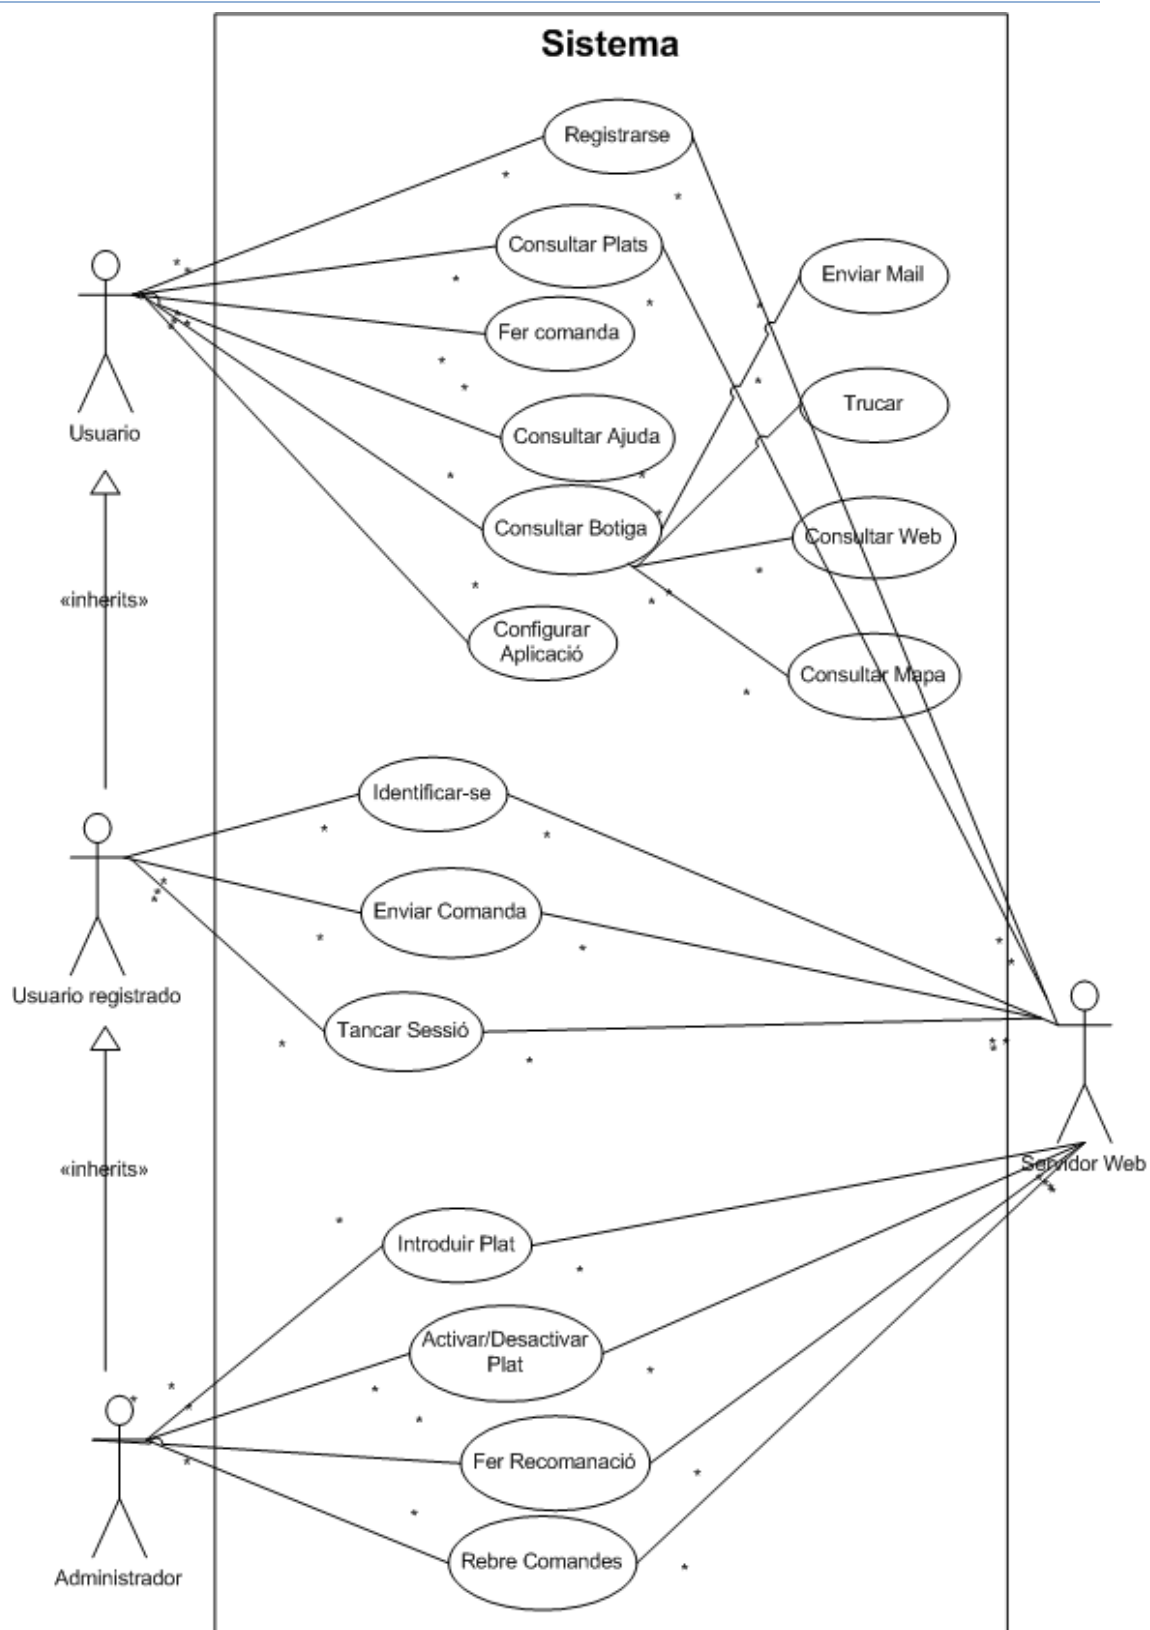 Sistema
Registrarse
Consultar Plats
Enviar Mail
Fer comanda
Trucar
Usuario
Consultar Ajuda
Consultar Botiga
Consultar Web
«inherits»
Configurar
Aplicació
Consultar Mapa
Identificar-se
Enviar Comanda
Usuario registrado
Tancar Sessió
«inherits»
Servidor Web
Introduir Plat
Activar/Desactivar
Plat
Fer Recomanació
Rebre Comandes
Administrador